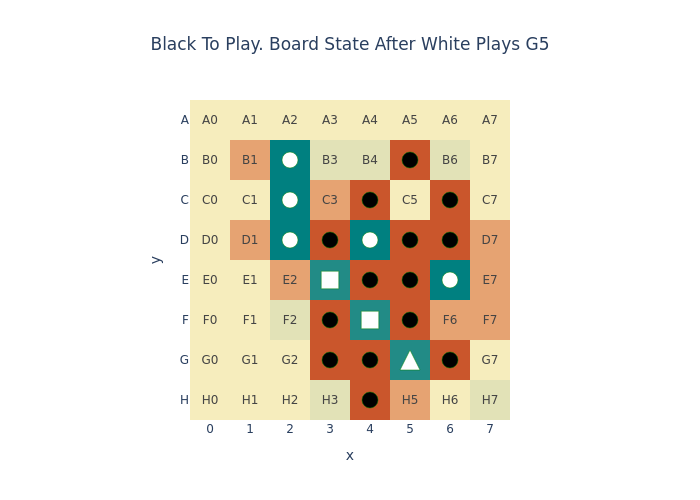 Black To Play. Board State After White Plays G5
A A0 A1 A2 A3 A4 A5 A6 A7
B B0 B1 B3 B4 B6 B7
C C0 C1 C3 C5 C7
D D0 D1 D7
E E0 E1 E2 E7
F F0 F1 F2 F6 F7
G G0 G1 G2 G7
H H0 H1 H2 H3 H5 H6 H7
0 1 2 3 4 5 6 7
x
y